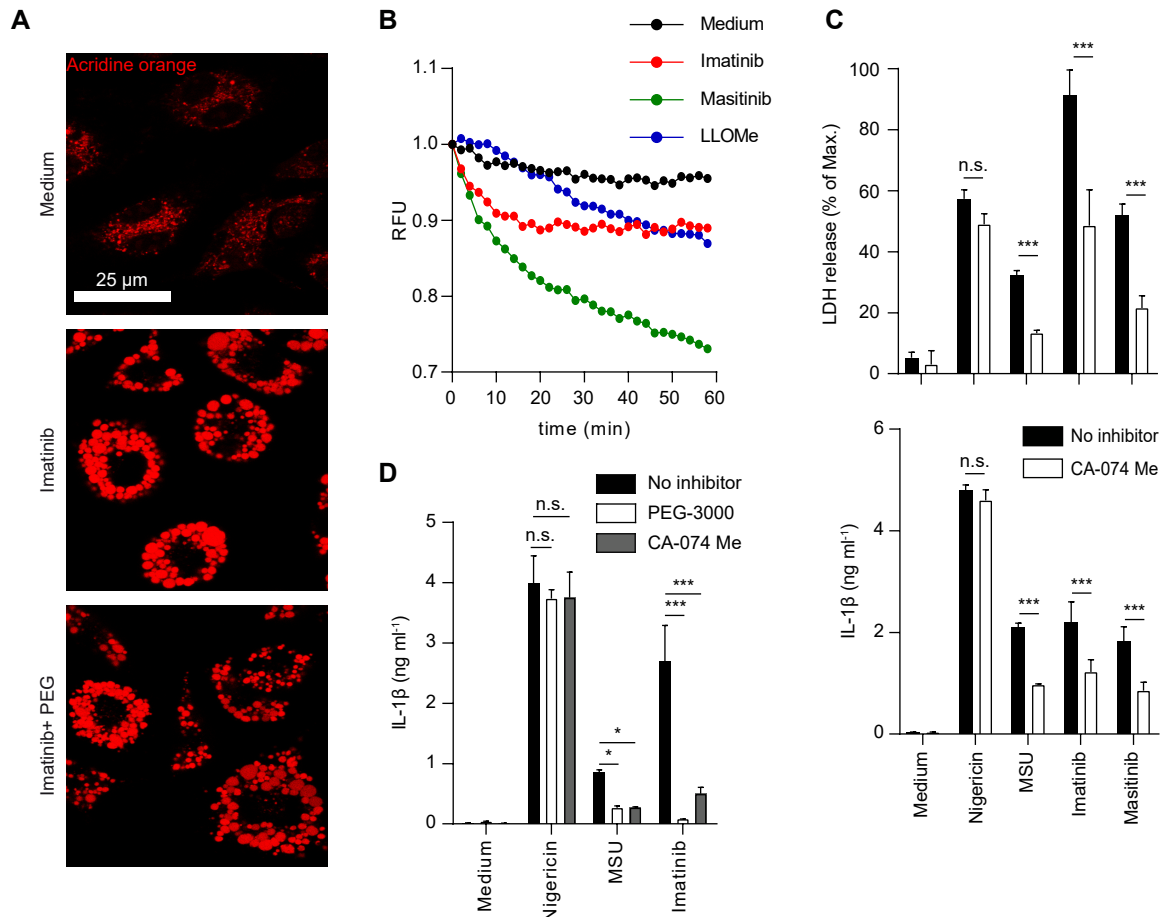 A
Medium
Acridine orange
25 µm
Imatinib
Imatinib+ PEG
B
Medium
Imatinib
Masitinib
LLOMe
RFU
1.1
1.0
0.9
0.8
0.7
0 10 20 30 40 50 60
time (min)
C
LDH release (% of Max.)
100
80
60
40
20
0
n.s.
***
***
***
No inhibitor
CA-074 Me
IL-1β (ng ml-1)
6
4
2
0
n.s.
***
***
***
Medium
Nigericin
MSU
Imatinib
Masitinib
D
No inhibitor
PEG-3000
CA-074 Me
IL-1β (ng ml-1)
5
4
3
2
1
0
n.s.
n.s.
*
*
***
***
Medium
Nigericin
MSU
Imatinib